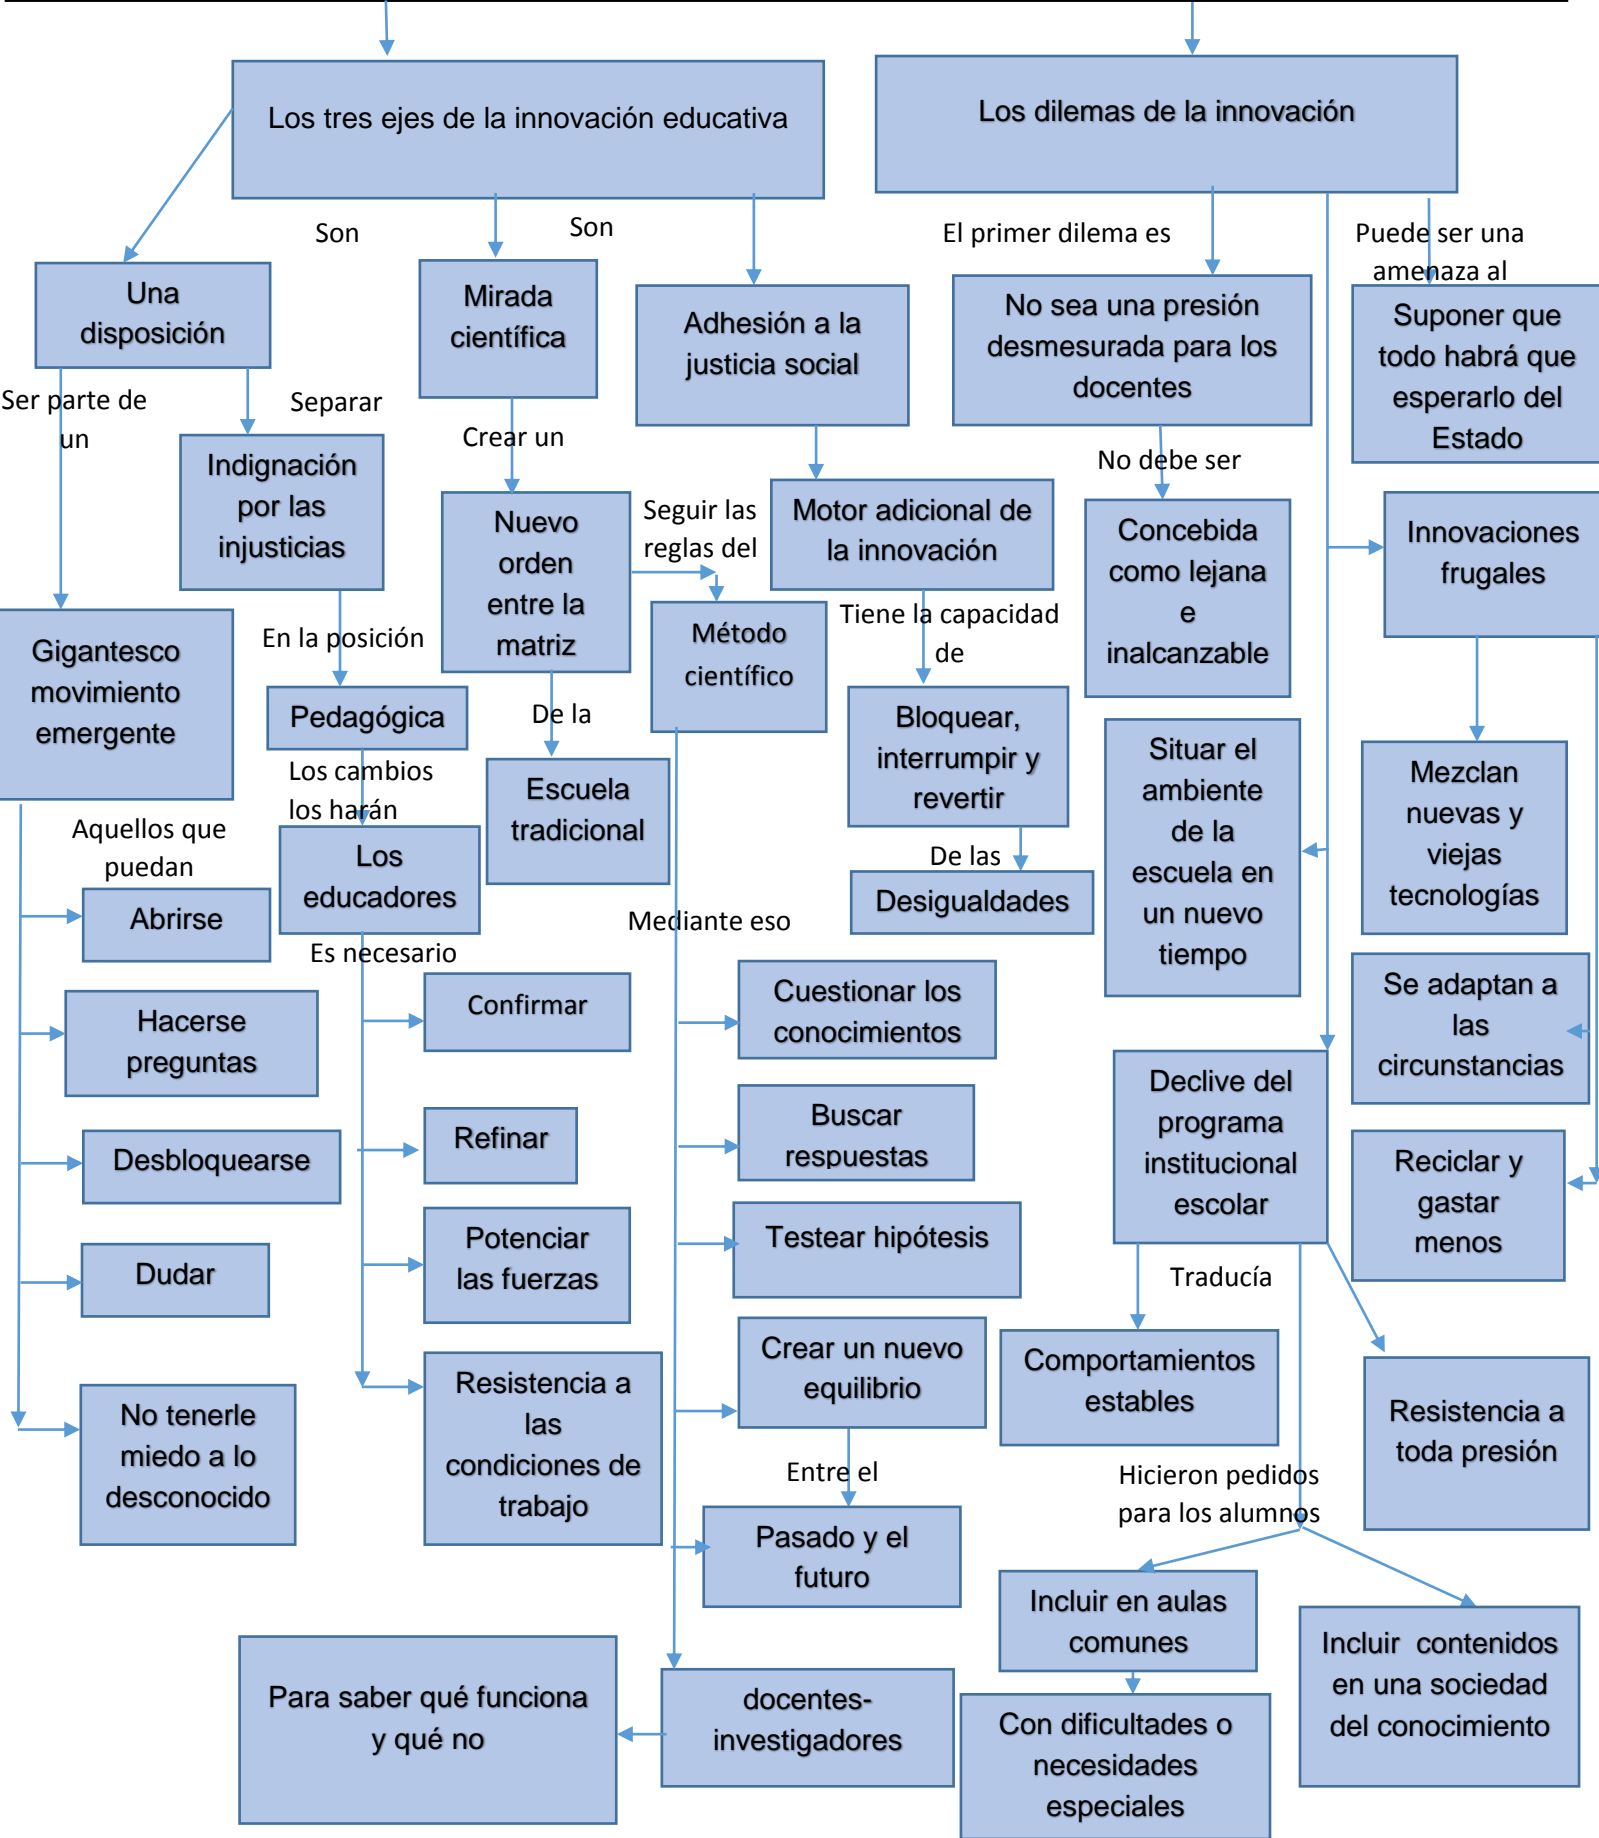 Los tres ejes de la innovación educativa
Los dilemas de la innovación
Son
Son
El primer dilema es
Puede ser una
amenaza al
Una
disposición
Mirada
científica
Adhesión a la
justicia social
No sea una presión
desmesurada para los
docentes
Suponer que
todo habrá que
esperarlo del
Estado
Ser parte de
un
Separar
Crear un
No debe ser
Indignación
por las
injusticias
Nuevo
orden
entre la
matriz
Seguir las
reglas del
Motor adicional de
la innovación
Concebida
como lejana
e
inalcanzable
Innovaciones
frugales
Gigantesco
movimiento
emergente
En la posición
Método
científico
Tiene la capacidad
de
Pedagógica
De la
Bloquear,
interrumpir y
revertir
Situar el
ambiente
de la
escuela en
un nuevo
tiempo
Mezclan
nuevas y
viejas
tecnologías
Los cambios
los harán
Escuela
tradicional
Aquellos que
puedan
Los
educadores
De las
Desigualdades
Abrirse
Mediante eso
Es necesario
Confirmar
Cuestionar los
conocimientos
Se adaptan a
las
circunstancias
Hacerse
preguntas
Declive del
programa
institucional
escolar
Buscar
respuestas
Refinar
Desbloquearse
Reciclar y
gastar
menos
Potenciar
las fuerzas
Testear hipótesis
Dudar
Traducía
Crear un nuevo
equilibrio
Comportamientos
estables
Resistencia a
las
condiciones de
trabajo
No tenerle
miedo a lo
desconocido
Resistencia a
toda presión
Entre el
Hicieron pedidos
para los alumnos
Pasado y el
futuro
Incluir en aulas
comunes
Incluir  contenidos
en una sociedad
del conocimiento
Para saber qué funciona
y qué no
docentes-
investigadores
Con dificultades o
necesidades
especiales